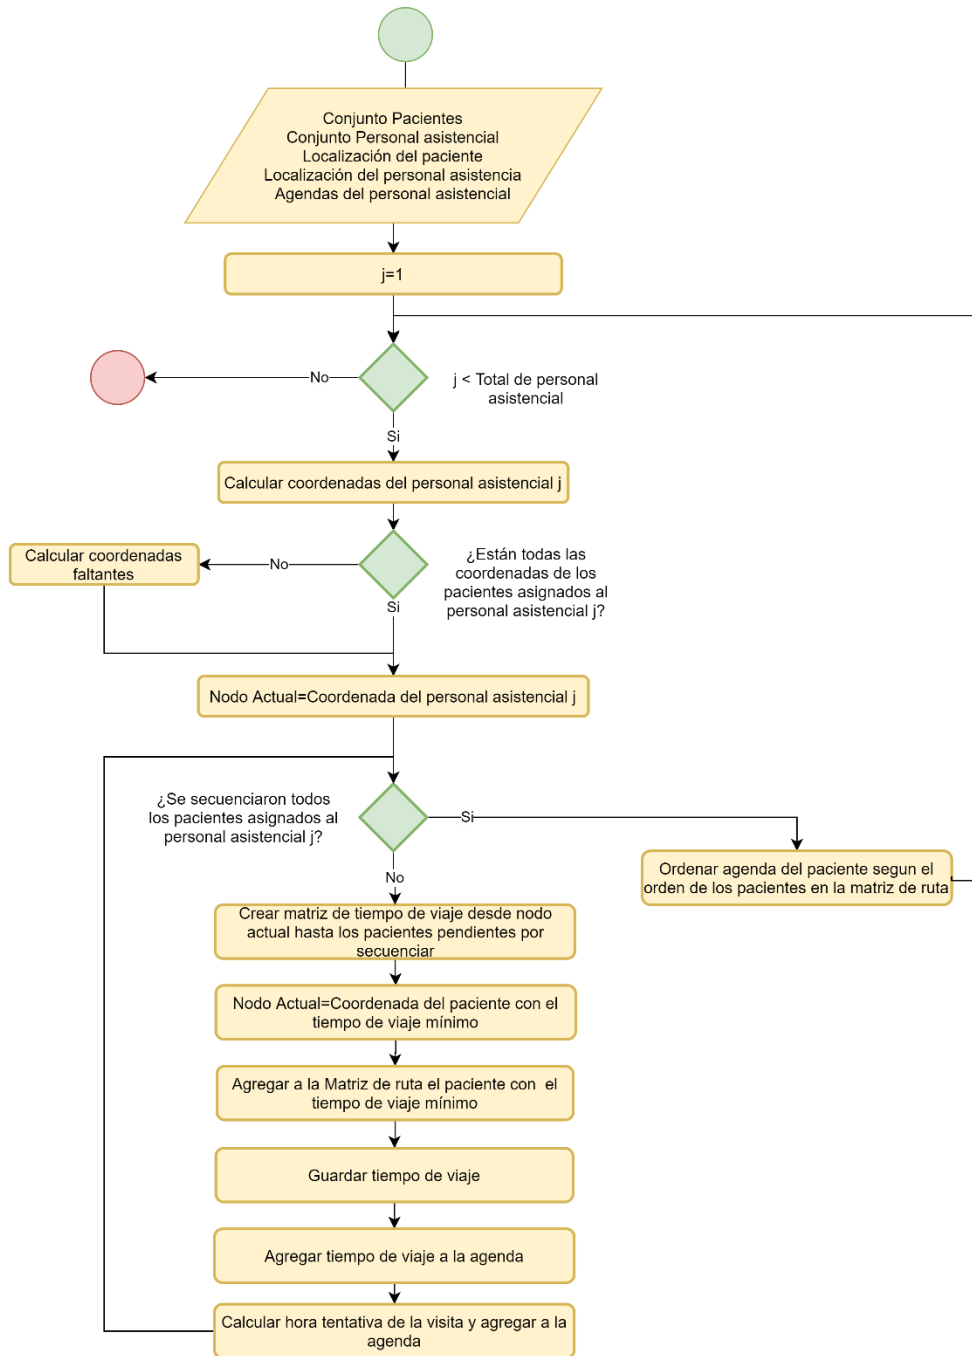 Conjunto Pacientes
Conjunto Personal asistencial
Localización del paciente
Localización del personal asistencia
Agendas del personal asistencial
j=1
No
j < Total de personal
asistencial
Si
Calcular coordenadas del personal asistencial j
Calcular coordenadas
faltantes
No
¿Están todas las
coordenadas de los
pacientes asignados al
personal asistencial j?
Si
Nodo Actual=Coordenada del personal asistencial j
¿Se secuenciaron todos
los pacientes asignados al
personal asistencial j?
Si
Ordenar agenda del paciente segun el
orden de los pacientes en la matriz de ruta
No
Crear matriz de tiempo de viaje desde nodo
actual hasta los pacientes pendientes por
secuenciar
Nodo Actual=Coordenada del paciente con el
tiempo de viaje mínimo
Agregar a la Matriz de ruta el paciente con el
tiempo de viaje mínimo
Guardar tiempo de viaje
Agregar tiempo de viaje a la agenda
Calcular hora tentativa de la visita y agregar a la
agenda